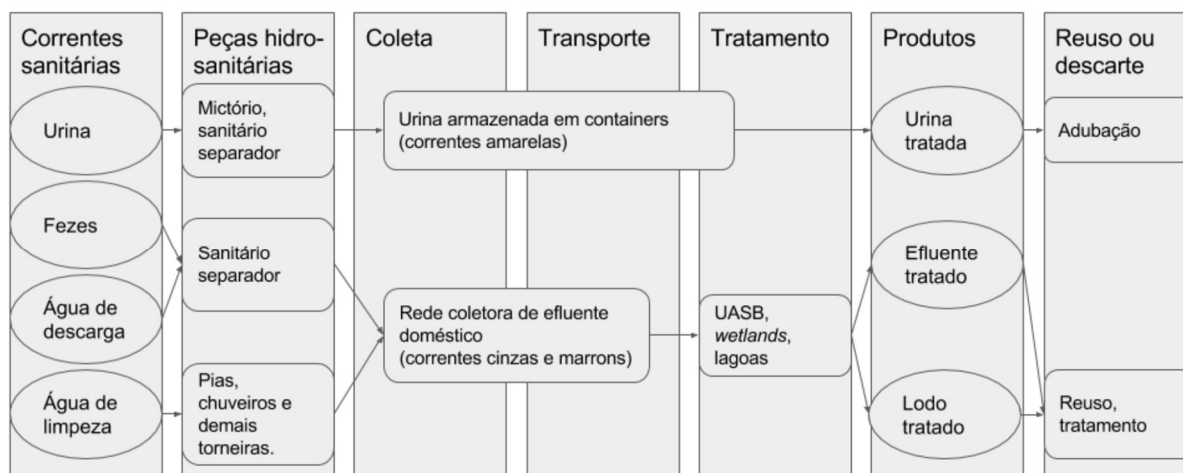 Correntes
sanitárias
Peças hidro-
sanitárias
Coleta
Transporte
Tratamento
Produtos
Reuso ou
descarte
Urina
Mictório,
sanitário
separador
Urina armazenada em containers
(correntes amarelas)
Urina
tratada
Adubação
Fezes
Água de
descarga
Sanitário
separador
Rede coletora de efluente
doméstico
(correntes cinzas e marrons)
UASB,
wetlands,
lagoas
Efluente
tratado
Água de
limpeza
Pias,
chuveiros e
demais
torneiras.
Lodo
tratado
Reuso,
tratamento